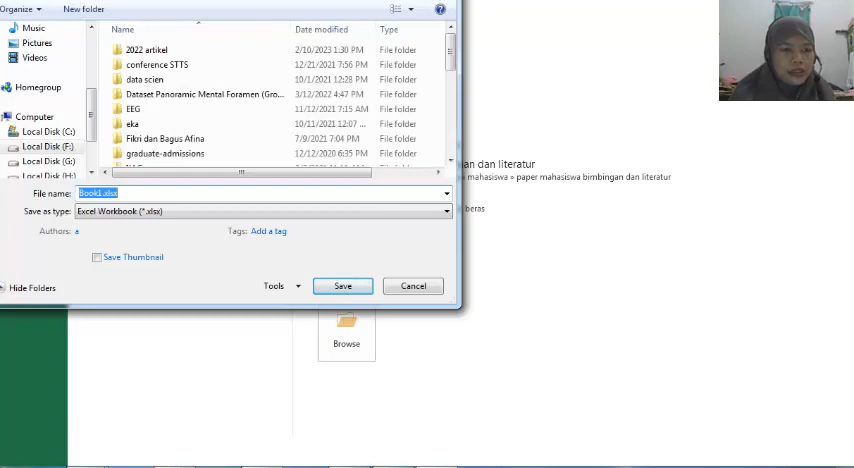 Organize
New folder
Music
Pictures
Videos
Homegroup
Computer
Local Disk (C:)
Local Disk (F:)
Local Disk (G:)
Local Disk (H:)
Name Date modified Type
2022 artikel 2/10/2023 1:30 PM File folder
conference STTS 12/21/2021 7:56 PM File folder
data scien 10/1/2021 12:28 PM File folder
Dataset Panoramic Mental Foramen (Gro... 3/12/2022 4:47 PM File folder
EEG 11/12/2021 7:15 AM File folder
eka 10/11/2021 12:07 ... File folder
Fikri dan Bagus Afina 7/9/2021 7:04 PM File folder
graduate-admissions 12/12/2020 6:35 PM File folder
File name: Book1.xlsx
Save as type: Excel Workbook (*.xlsx)
Authors: a Tags: Add a tag
Save Thumbnail
Hide Folders Tools Save Cancel
an dan literatur
mahasiswa » paper mahasiswa bimbingan dan literatur
beras
Browse